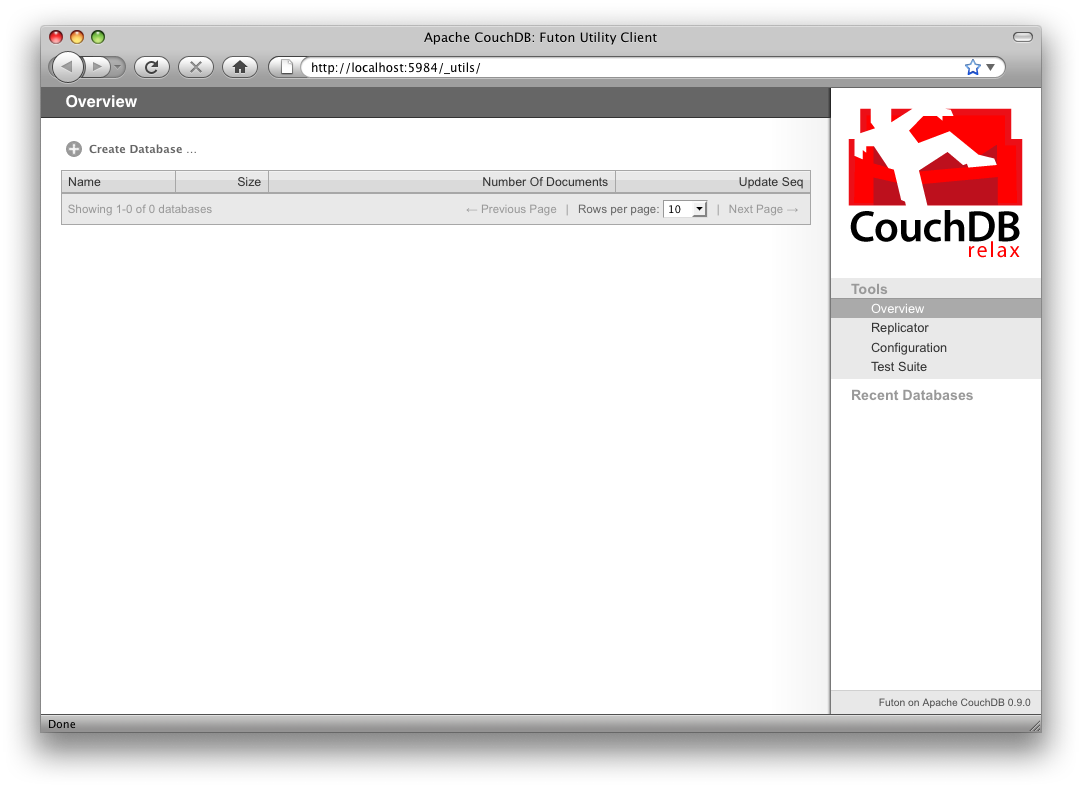 Apache CouchDB: Futon Utility Client
http://localhost:5984/_utils/
Overview
Create Database ...
Name Size Number Of Documents Update Seq
Showing 1-0 of 0 databases ← Previous Page | Rows per page: 10 | Next Page →
CouchDB
relax
Tools
Overview
Replicator
Configuration
Test Suite
Recent Databases
Futon on Apache CouchDB 0.9.0
Done